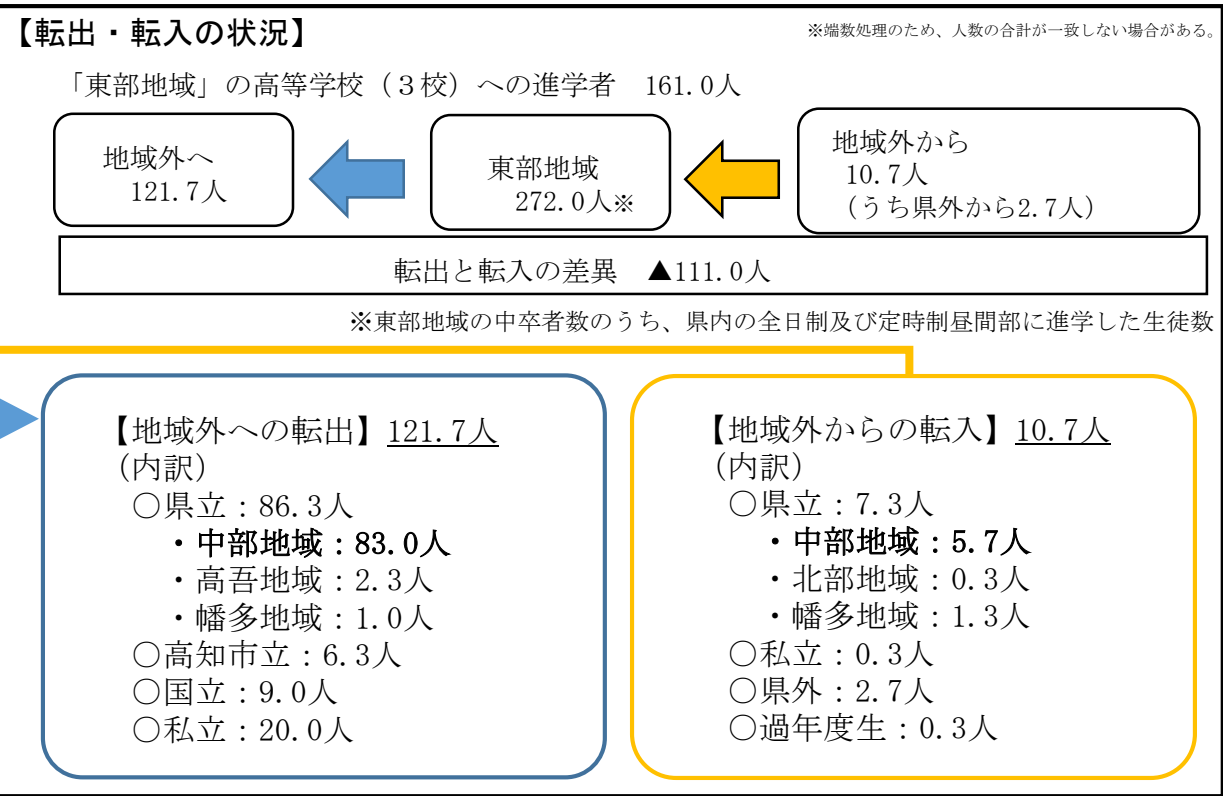 【転出・転入の状況】
※端数処理のため、人数の合計が一致しない場合がある。
「東部地域」の高等学校（３校）への進学者　161.0人
地域外へ
121.7人
東部地域
272.0人※
地域外から
10.7人
(うち県外から2.7人)
転出と転入の差異　▲111.0人
※東部地域の中卒者数のうち、県内の全日制及び定時制昼間部に進学した生徒数
【地域外への転出】121.7人
(内訳)
○県立：86.3人
・中部地域：83.0人
・高吾地域：2.3人
・幡多地域：1.0人
○高知市立：6.3人
○国立：9.0人
○私立：20.0人
【地域外からの転入】10.7人
(内訳)
○県立：7.3人
・中部地域：5.7人
・北部地域：0.3人
・幡多地域：1.3人
○私立：0.3人
○県外：2.7人
○過年度生：0.3人